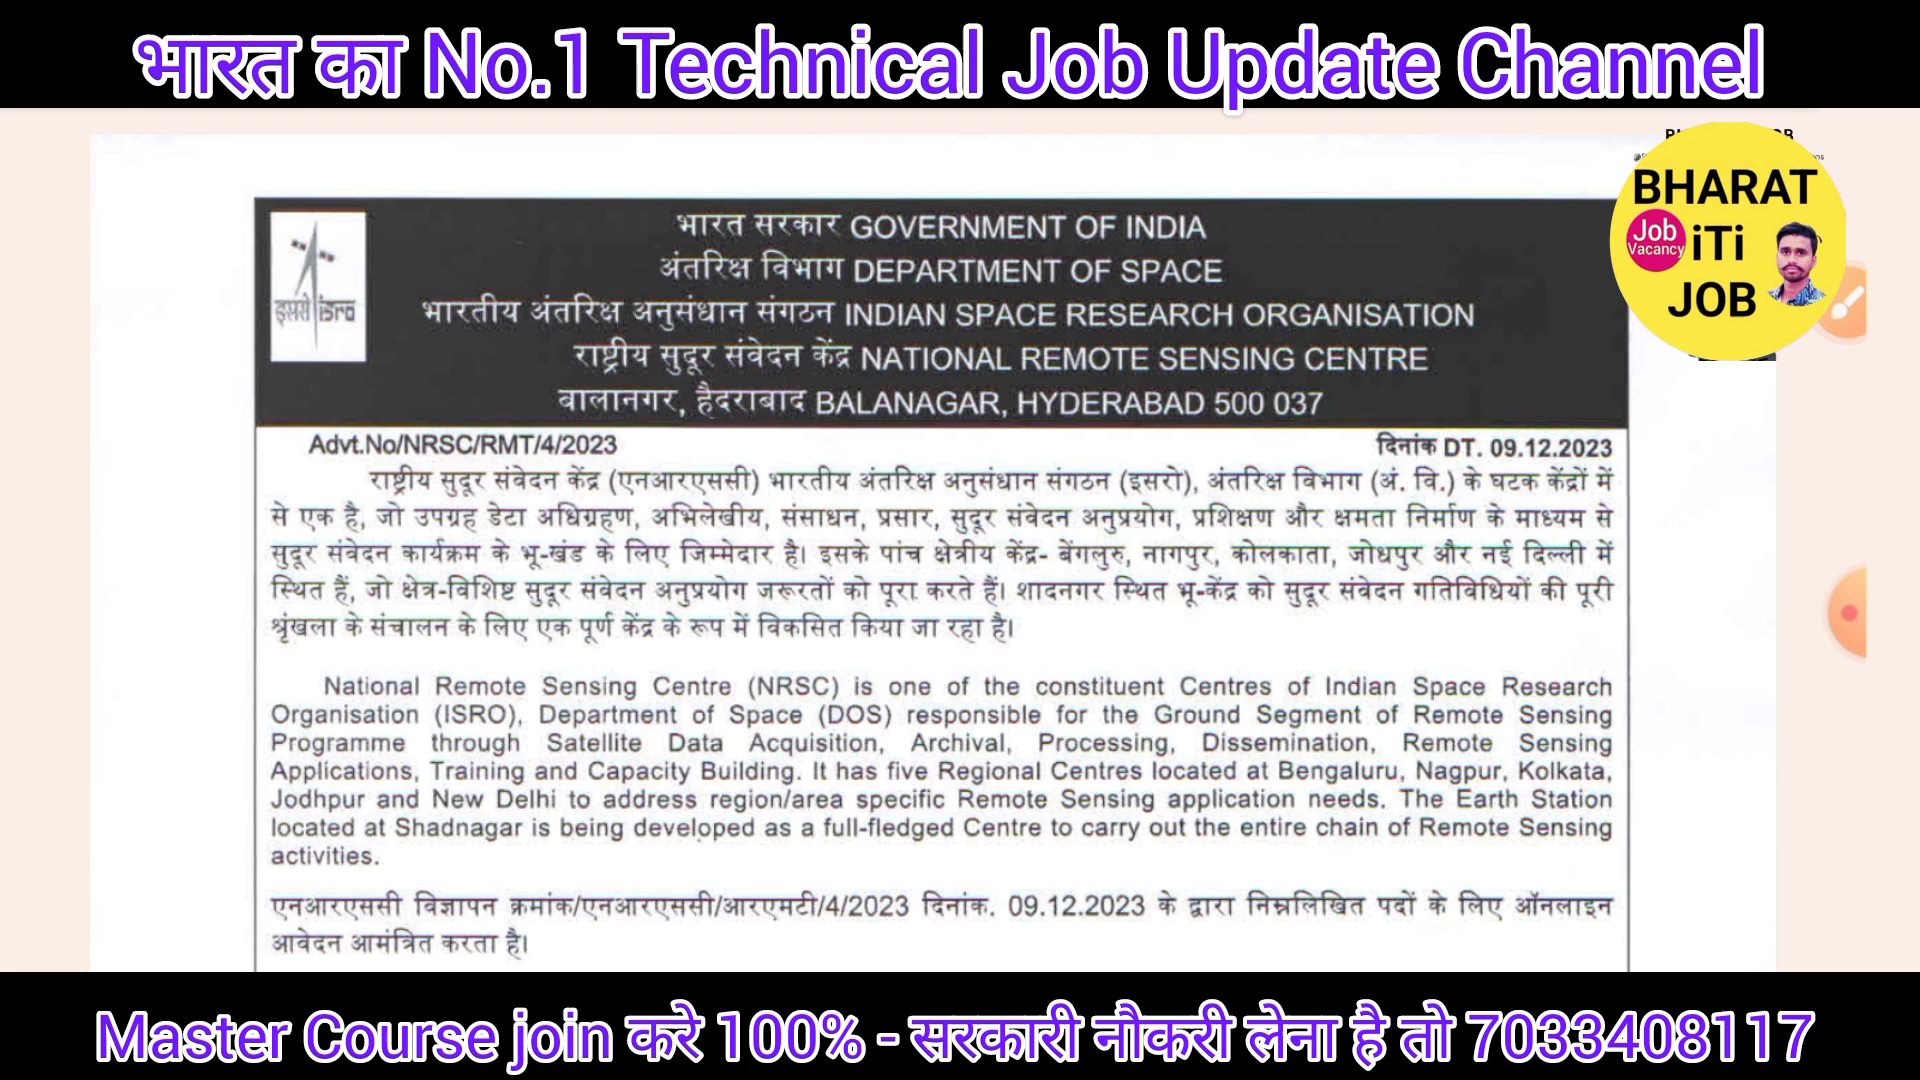 भारत का No.1 Technical Job Update Channel
BHARAT
Job
Vacancy
iTi
JOB
इसरो isro
भारत सरकार GOVERNMENT OF INDIA
अंतरिक्ष विभाग DEPARTMENT OF SPACE
भारतीय अंतरिक्ष अनुसंधान संगठन INDIAN SPACE RESEARCH ORGANISATION
राष्ट्रीय सुदूर संवेदन केंद्र NATIONAL REMOTE SENSING CENTRE
बालानगर, हैदराबाद BALANAGAR, HYDERABAD 500 037
Advt.No/NRSC/RMT/4/2023 दिनांक DT. 09.12.2023
राष्ट्रीय सुदूर संवेदन केंद्र (एनआरएससी) भारतीय अंतरिक्ष अनुसंधान संगठन (इसरो), अंतरिक्ष विभाग (अं. वि.) के घटक केंद्रों में
से एक है, जो उपग्रह डेटा अधिग्रहण, अभिलेखीय, संसाधन, प्रसार, सुदूर संवेदन अनुप्रयोग, प्रशिक्षण और क्षमता निर्माण के माध्यम से
सुदूर संवेदन कार्यक्रम के भू-खंड के लिए जिम्मेदार है। इसके पांच क्षेत्रीय केंद्र- बेंगलुरु, नागपुर, कोलकाता, जोधपुर और नई दिल्ली में
स्थित हैं, जो क्षेत्र-विशिष्ट सुदूर संवेदन अनुप्रयोग जरूरतों को पूरा करते हैं। शादनगर स्थित भू-केंद्र को सुदूर संवेदन गतिविधियों की पूरी
श्रृंखला के संचालन के लिए एक पूर्ण केंद्र के रूप में विकसित किया जा रहा है।
National Remote Sensing Centre (NRSC) is one of the constituent Centres of Indian Space Research
Organisation (ISRO), Department of Space (DOS) responsible for the Ground Segment of Remote Sensing
Programme through Satellite Data Acquisition, Archival, Processing, Dissemination, Remote Sensing
Applications, Training and Capacity Building. It has five Regional Centres located at Bengaluru, Nagpur, Kolkata,
Jodhpur and New Delhi to address region/area specific Remote Sensing application needs. The Earth Station
located at Shadnagar is being developed as a full-fledged Centre to carry out the entire chain of Remote Sensing
activities.
एनआरएससी विज्ञापन क्रमांक/एनआरएससी/आरएमटी/4/2023 दिनांक. 09.12.2023 के द्वारा निम्नलिखित पदों के लिए ऑनलाइन
आवेदन आमंत्रित करता है।
Master Course join करे 100% - सरकारी नौकरी लेना है तो 7033408117